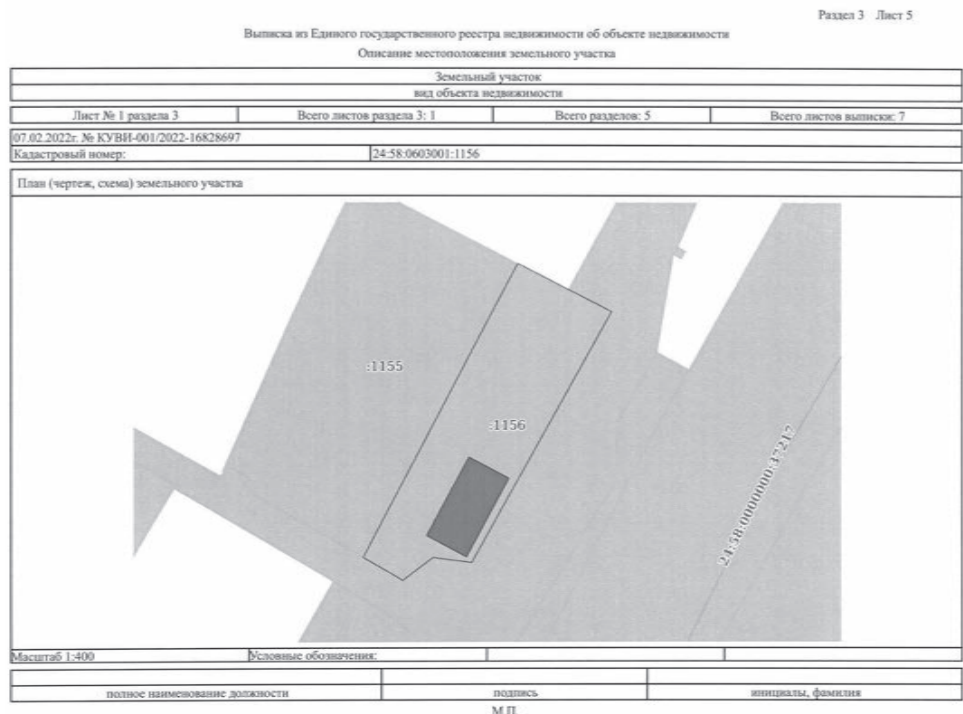 Раздел 3 Лист 5
Выписка из Единого государственного реестра недвижимости об объекте недвижимости
Описание местоположения земельного участка
Земельный участок
вид объекта недвижимости
Лист № 1 раздела 3 Всего листов раздела 3: 1 Всего разделов: 5 Всего листов выписки: 7
07.02.2022г. № КУВИ-001/2022-16828697
Кадастровый номер: 24:58:0603001:1156
План (чертеж, схема) земельного участка
:1155
:1156
24:58:0000000:37217
Масштаб 1:400 Условные обозначения:
полное наименование должности подпись инициалы, фамилия
М.П.